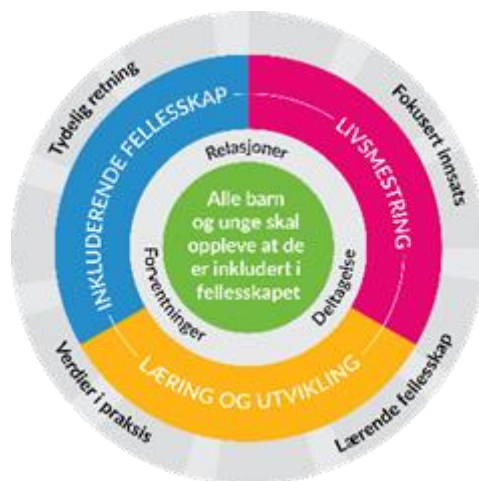 Tydelig retning
Fokusert innsats
INKLUDERENDE FELLESSKAP
LIVSMESTRING
Relasjoner
Alle barn
og unge skal
oppleve at de
er inkludert i
fellesskapet
Forventninger
Deltagelse
LÆRING OG UTVIKLING
Verdier i praksis
Lærende fellesskap